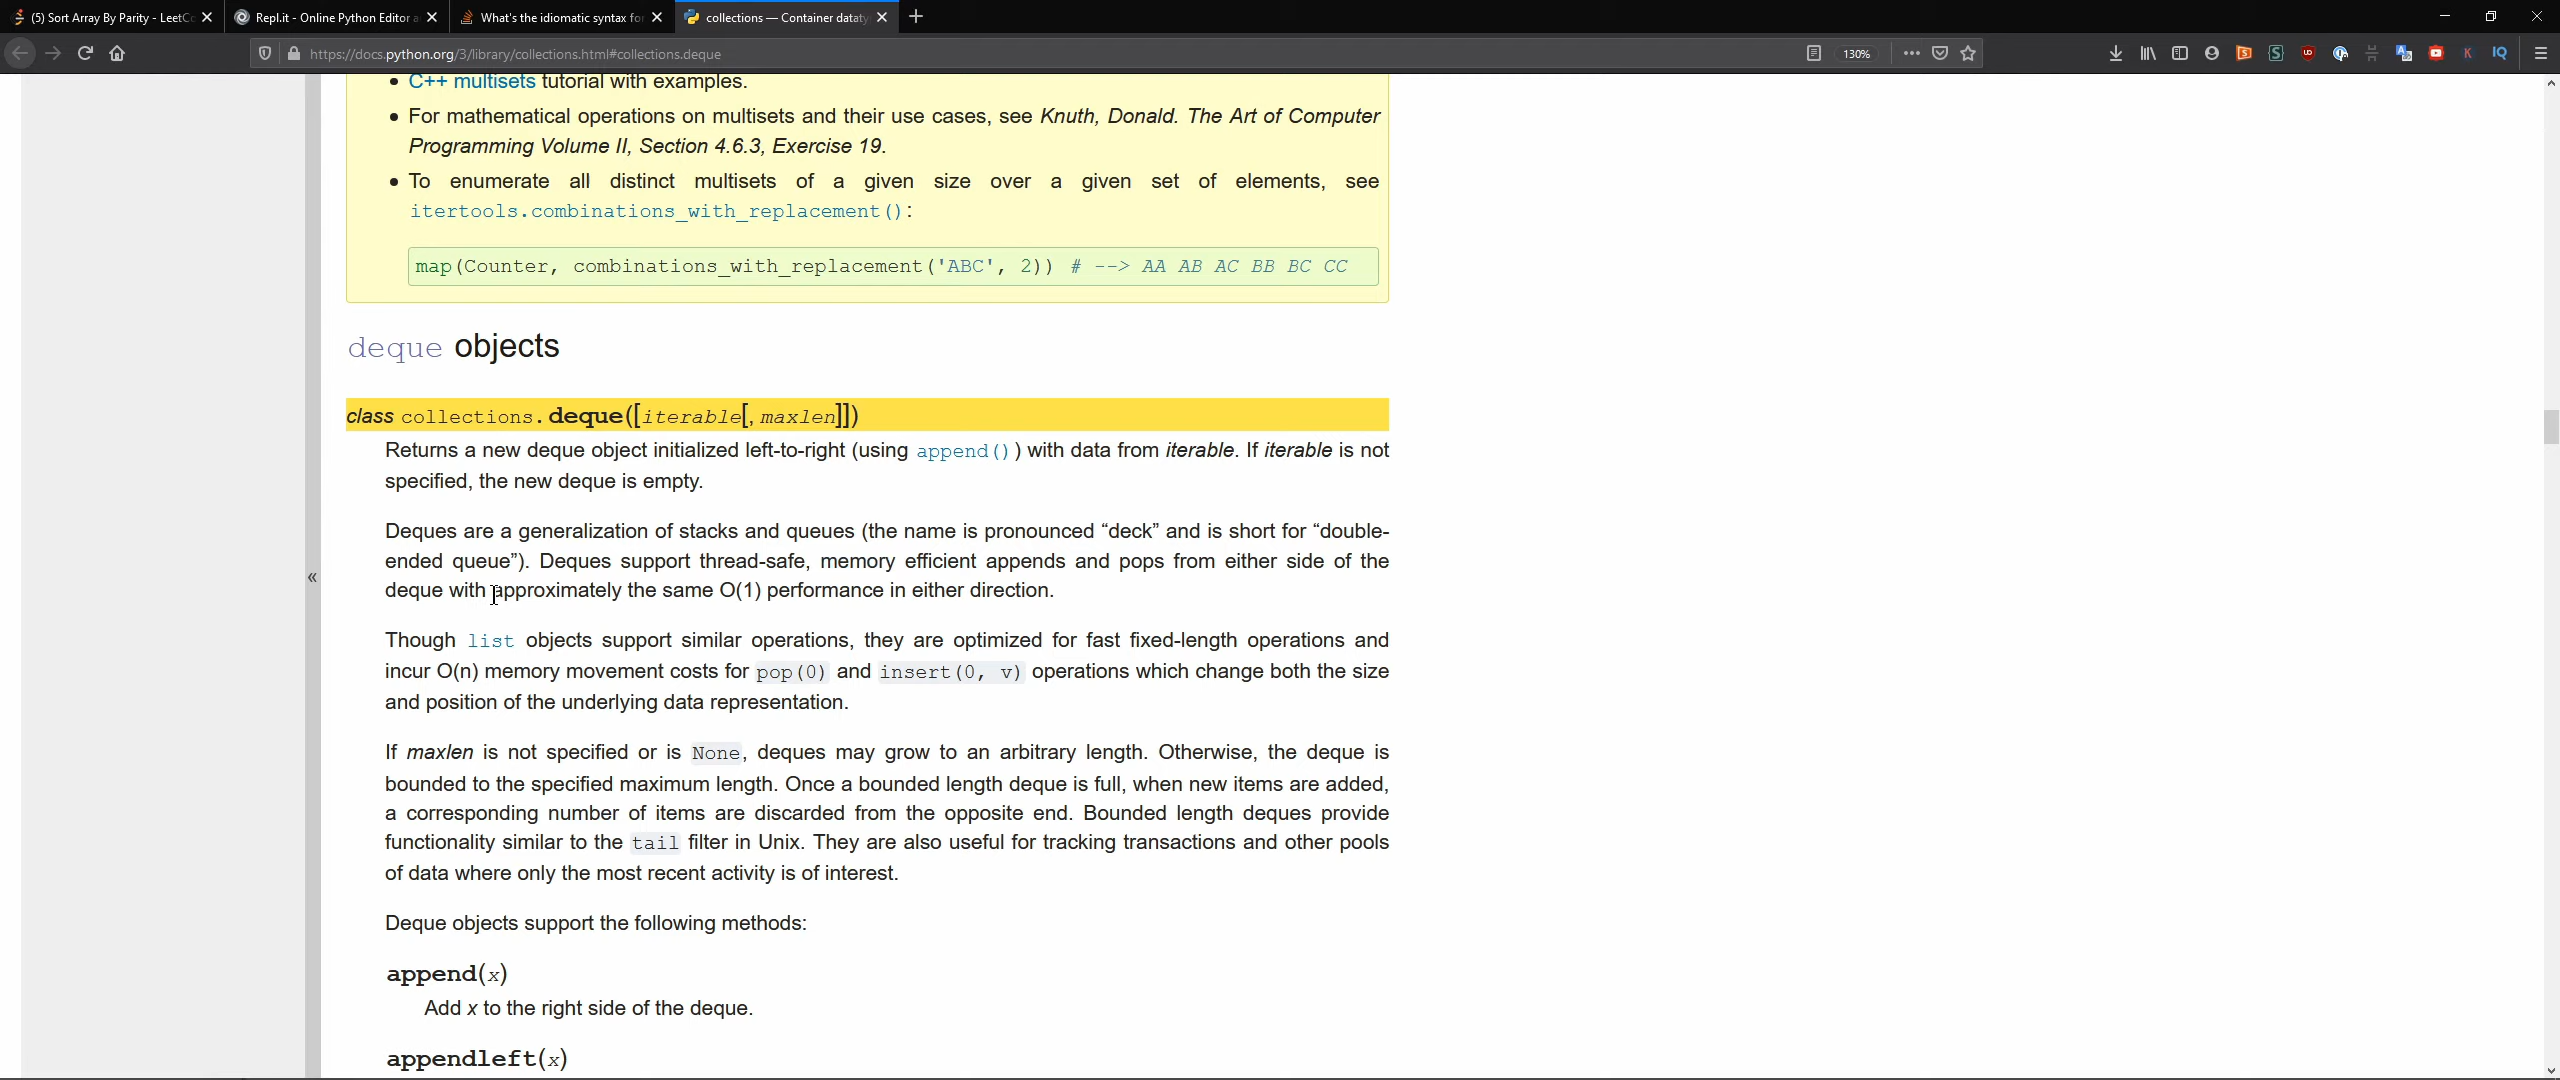 (5) Sort Array By Parity - LeetC
Repl.it - Online Python Editor a
What's the idiomatic syntax for
collections — Container dataty
https://docs.python.org/3/library/collections.html#collections.deque
130%
• C++ multisets tutorial with examples.
• For mathematical operations on multisets and their use cases, see Knuth, Donald. The Art of Computer
Programming Volume II, Section 4.6.3, Exercise 19.
• To enumerate all distinct multisets of a given size over a given set of elements, see
itertools.combinations_with_replacement():
map(Counter, combinations_with_replacement('ABC', 2)) # --> AA AB AC BB BC CC
deque objects
class collections.deque([iterable[, maxlen]])
Returns a new deque object initialized left-to-right (using append()) with data from iterable. If iterable is not
specified, the new deque is empty.
Deques are a generalization of stacks and queues (the name is pronounced “deck” and is short for “double-
ended queue”). Deques support thread-safe, memory efficient appends and pops from either side of the
deque with approximately the same O(1) performance in either direction.
«
Though list objects support similar operations, they are optimized for fast fixed-length operations and
incur O(n) memory movement costs for pop(0) and insert(0, v) operations which change both the size
and position of the underlying data representation.
If maxlen is not specified or is None, deques may grow to an arbitrary length. Otherwise, the deque is
bounded to the specified maximum length. Once a bounded length deque is full, when new items are added,
a corresponding number of items are discarded from the opposite end. Bounded length deques provide
functionality similar to the tail filter in Unix. They are also useful for tracking transactions and other pools
of data where only the most recent activity is of interest.
Deque objects support the following methods:
append(x)
Add x to the right side of the deque.
appendleft(x)